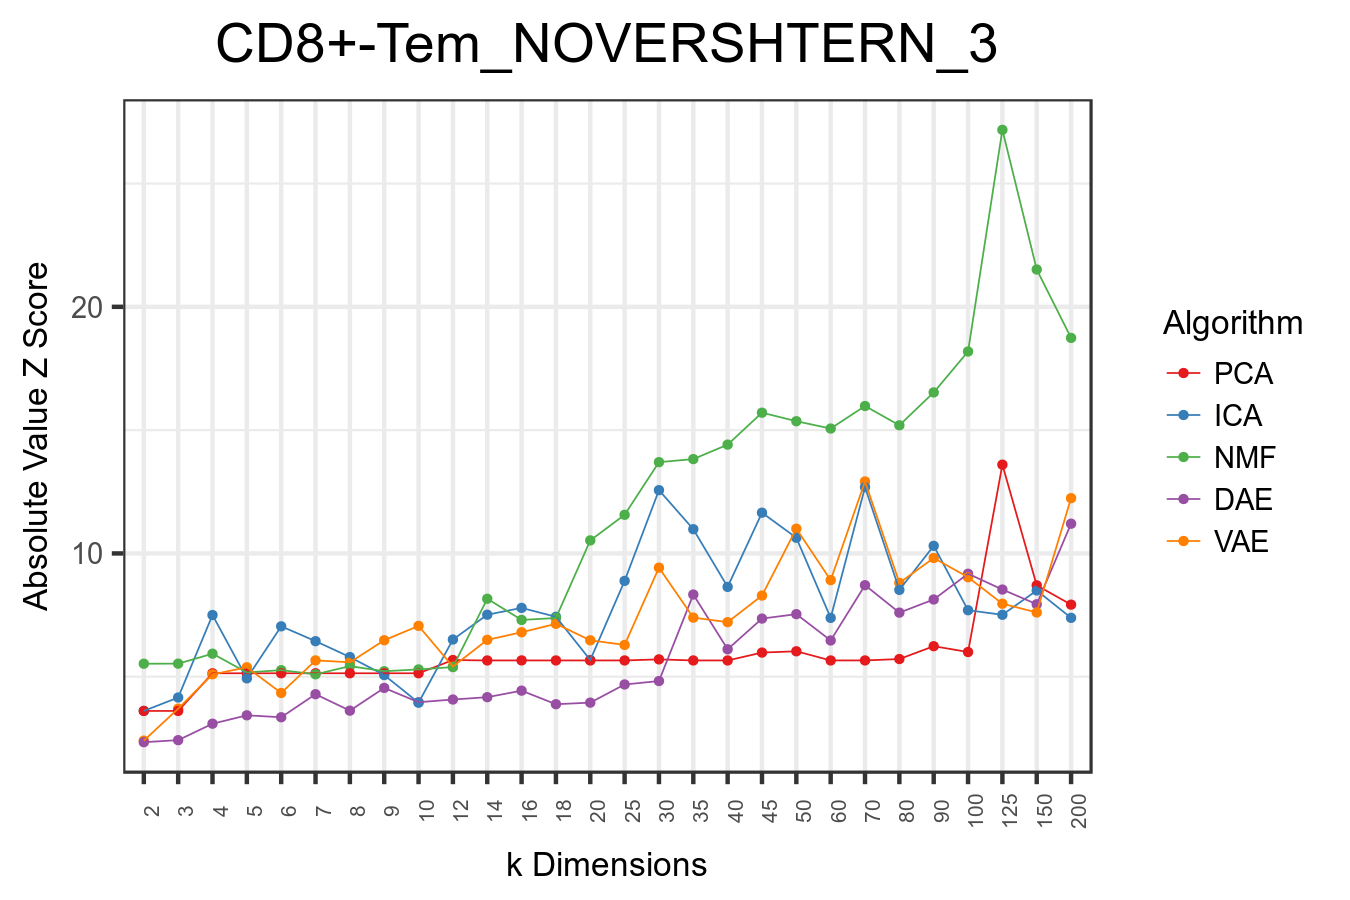 CD8+-Tem_NOVERSHTERN_3
Absolute Value Z Score
20
10
2 3 4 5 6 7 8 9 10 12 14 16 18 20 25 30 35 40 45 50 60 70 80 90 100 125 150 200
k Dimensions
Algorithm
PCA
ICA
NMF
DAE
VAE